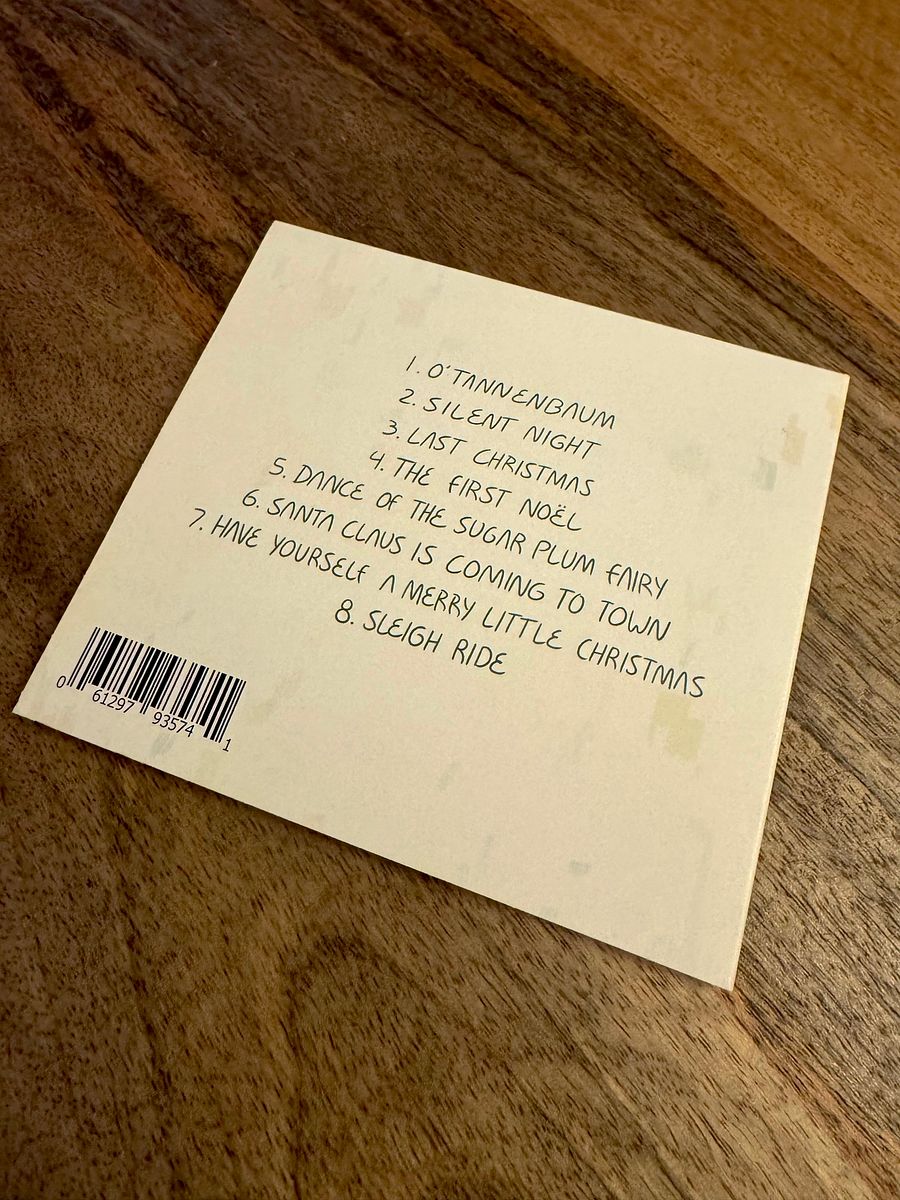 1. O'TANNENBAUM
2. SILENT NIGHT
3. LAST CHRISTMAS
4. THE FIRST NOËL
5. DANCE OF THE SUGAR PLUM FAIRY
6. SANTA CLAUS IS COMING TO TOWN
7. HAVE YOURSELF A MERRY LITTLE CHRISTMAS
8. SLEIGH RIDE
0 61297 93574 1